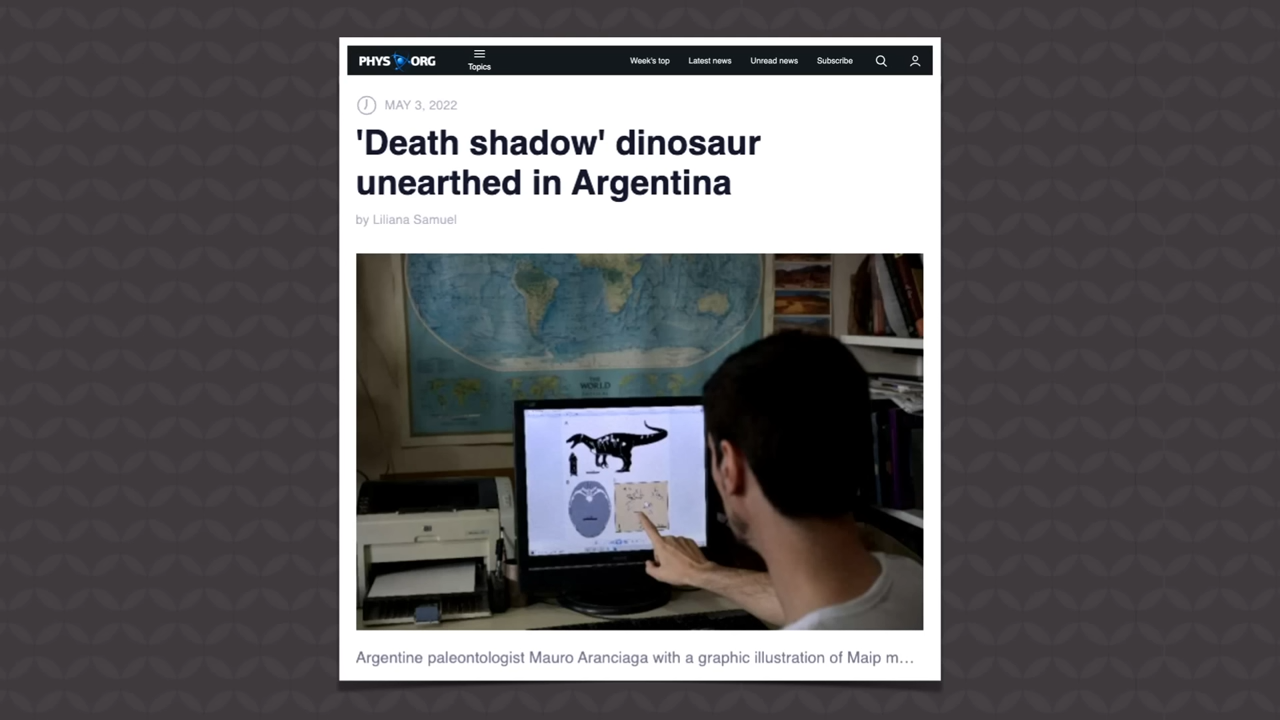 PHYS ORG
Topics
Week's top
Latest news
Unread news
Subscribe
MAY 3, 2022
'Death shadow' dinosaur
unearthed in Argentina
by Liliana Samuel
THE
WORLD
Argentine paleontologist Mauro Aranciaga with a graphic illustration of Maip m…